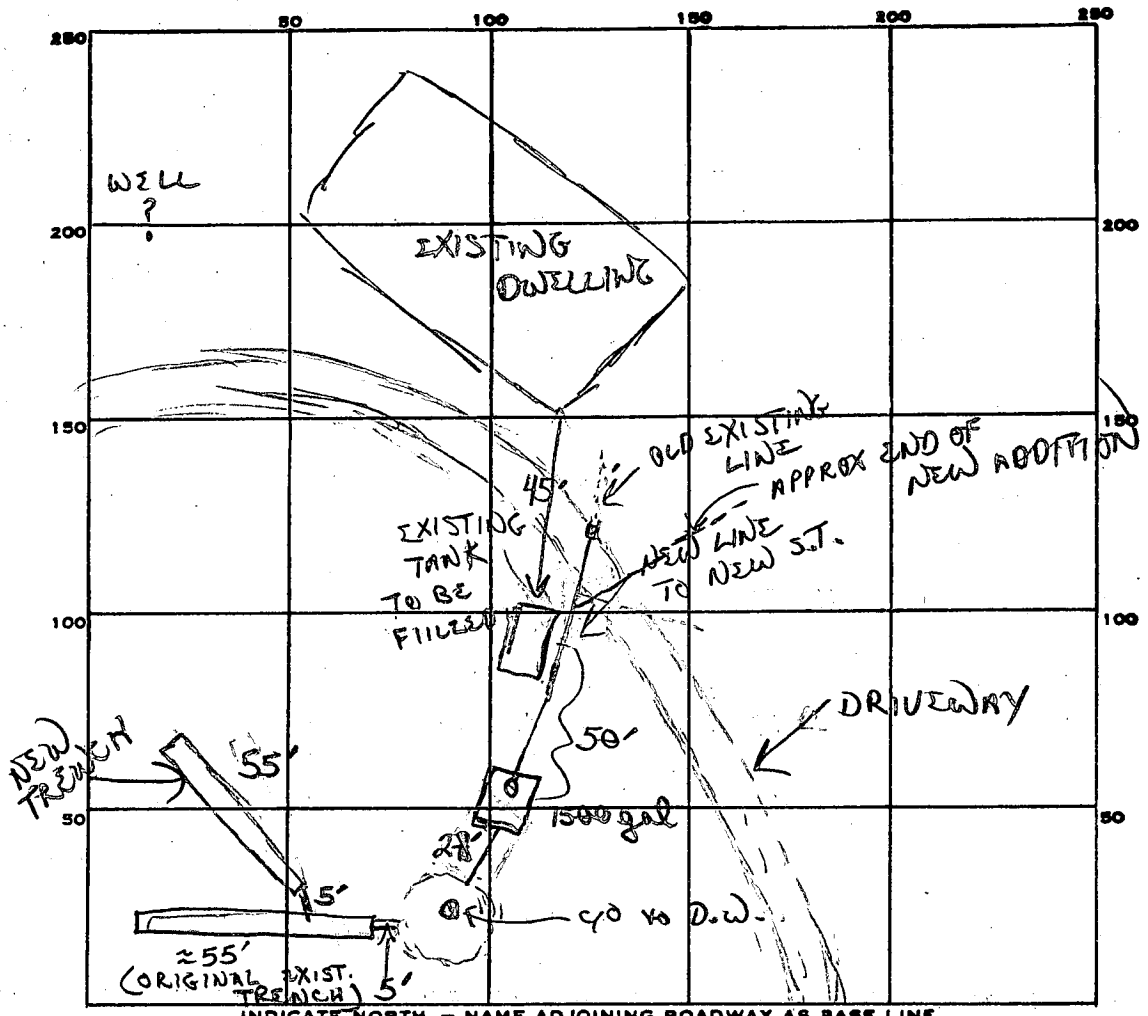 50 100 150 200 250
250 250
WELL
?
200 200
EXISTING
DWELLING
150 150
OLD EXISTING
LINE
APPROX END OF
NEW ADDITION
45'
EXISTING
TANK
TO BE
FILLED
NEW LINE
TO NEW S.T.
100 100
DRIVEWAY
NEW
TRENCH
55'
50'
50 50
1500 gal
28'
5'
C/O to D.W.
≈55'
(ORIGINAL EXIST.
TRENCH) 5'
INDICATE NORTH - NAME ADJOINING ROADWAY AS BASE LINE